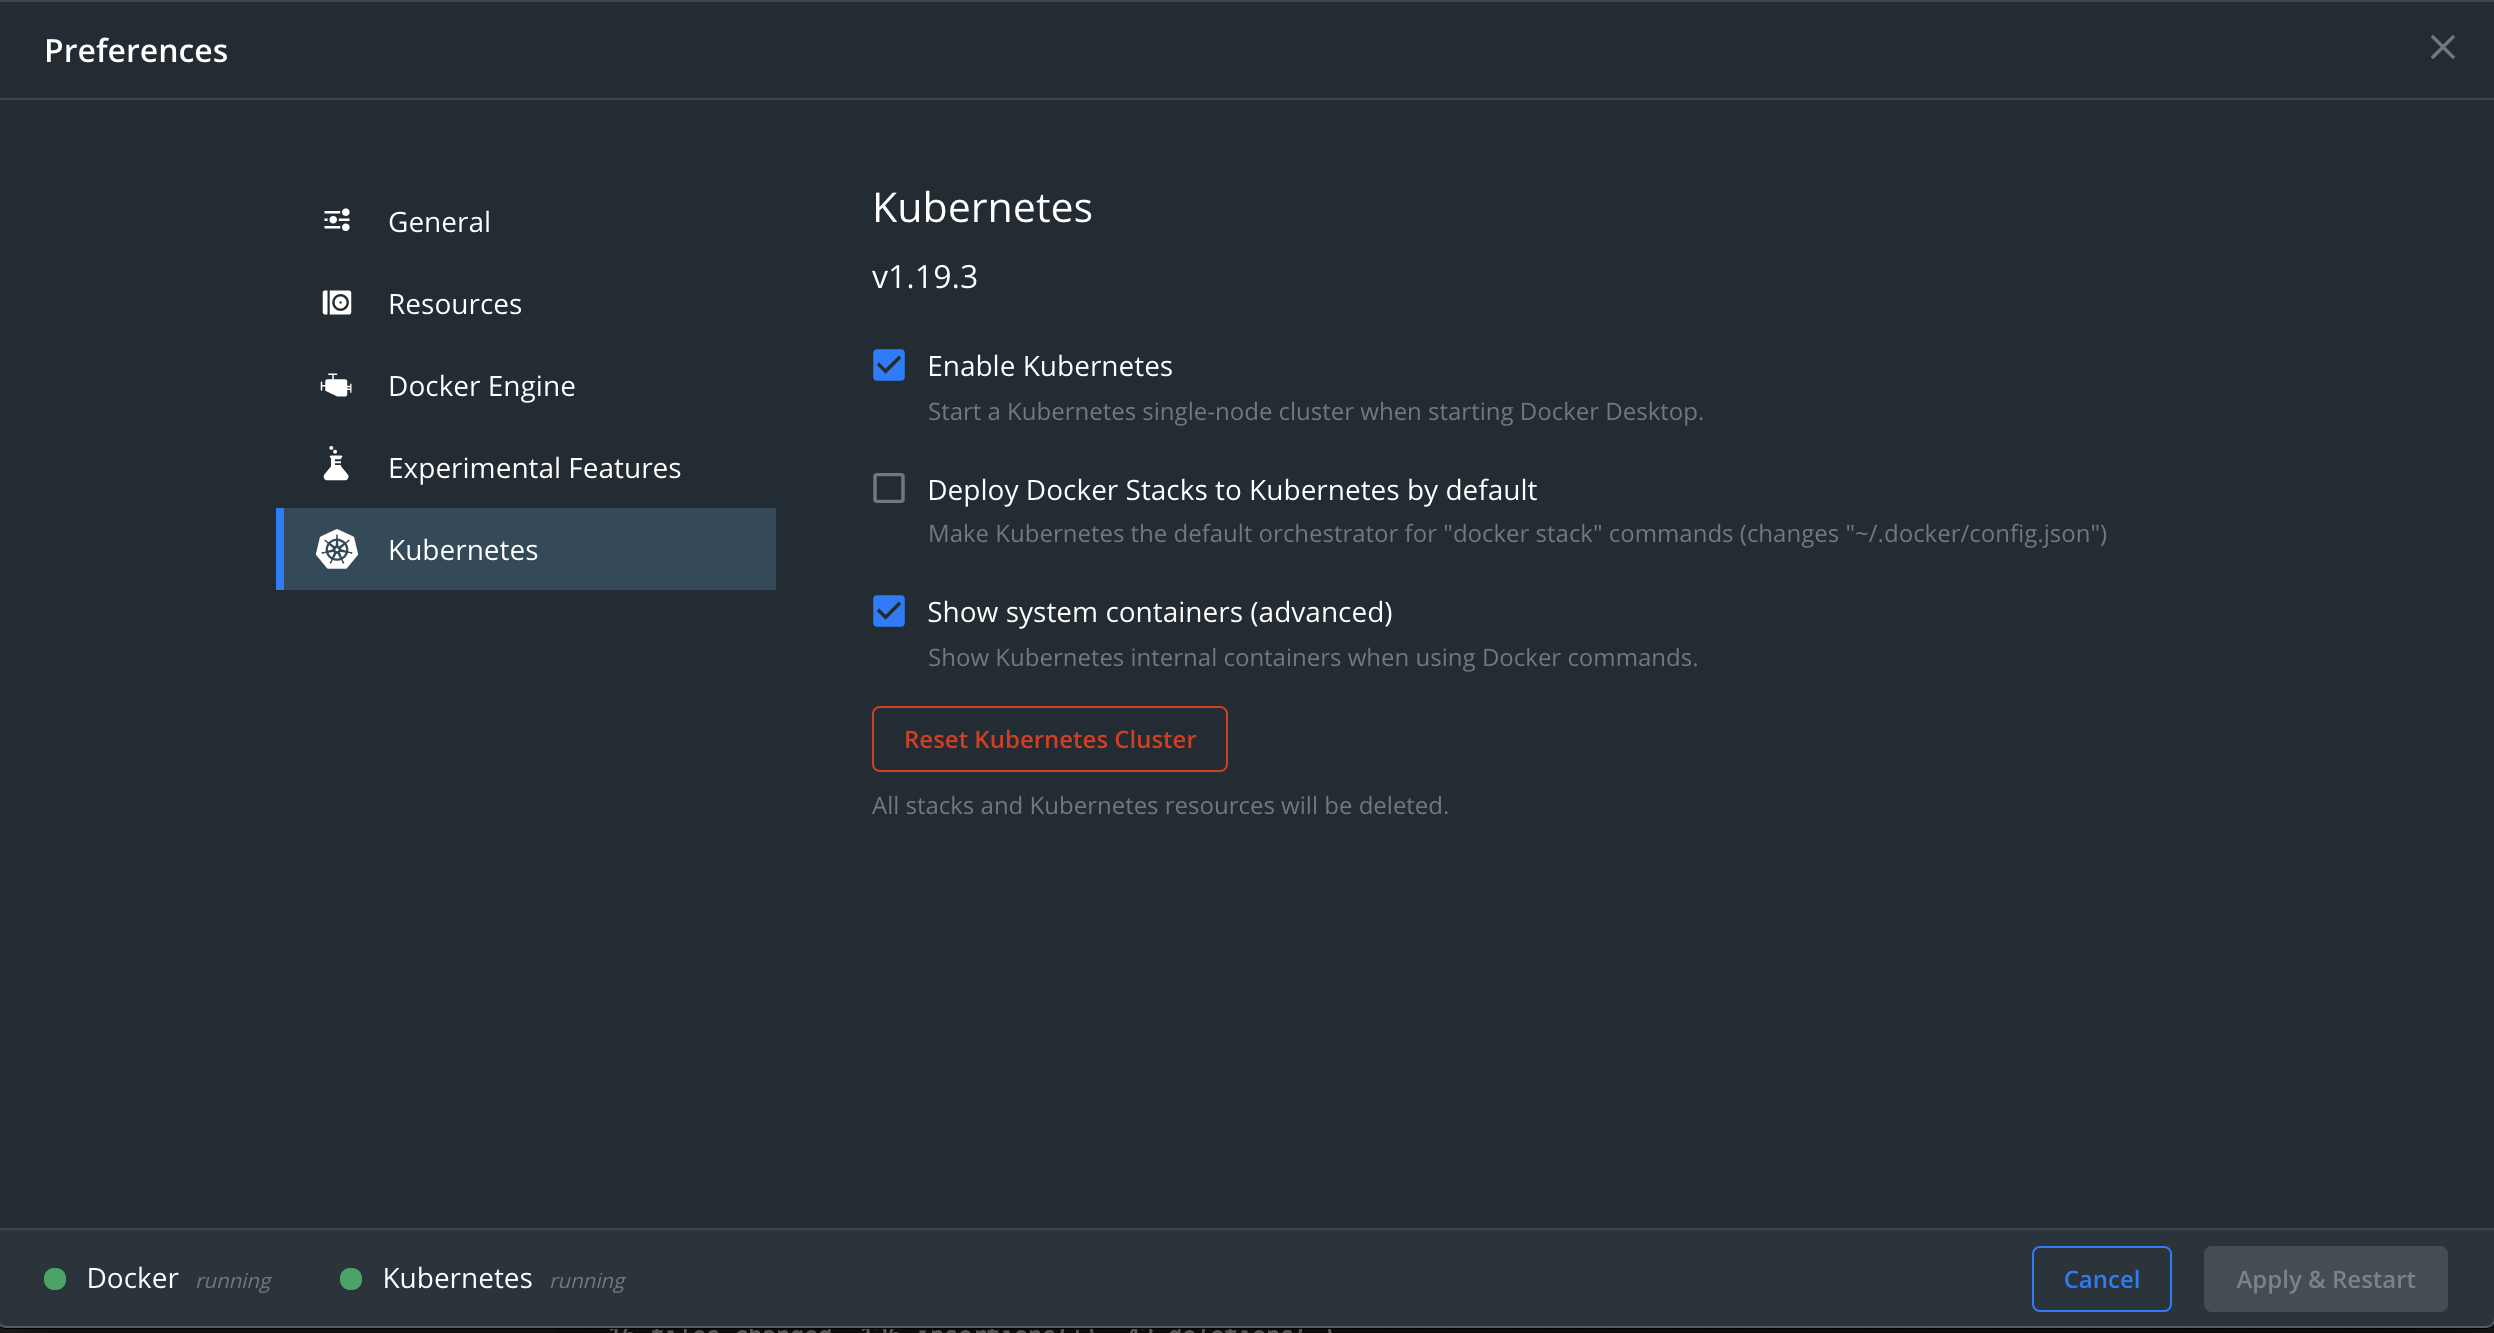 Preferences
General
Resources
Docker Engine
Experimental Features
Kubernetes
Kubernetes
v1.19.3
Enable Kubernetes
Start a Kubernetes single-node cluster when starting Docker Desktop.
Deploy Docker Stacks to Kubernetes by default
Make Kubernetes the default orchestrator for "docker stack" commands (changes "~/.docker/config.json")
Show system containers (advanced)
Show Kubernetes internal containers when using Docker commands.
Reset Kubernetes Cluster
All stacks and Kubernetes resources will be deleted.
Docker running
Kubernetes running
Cancel
Apply & Restart